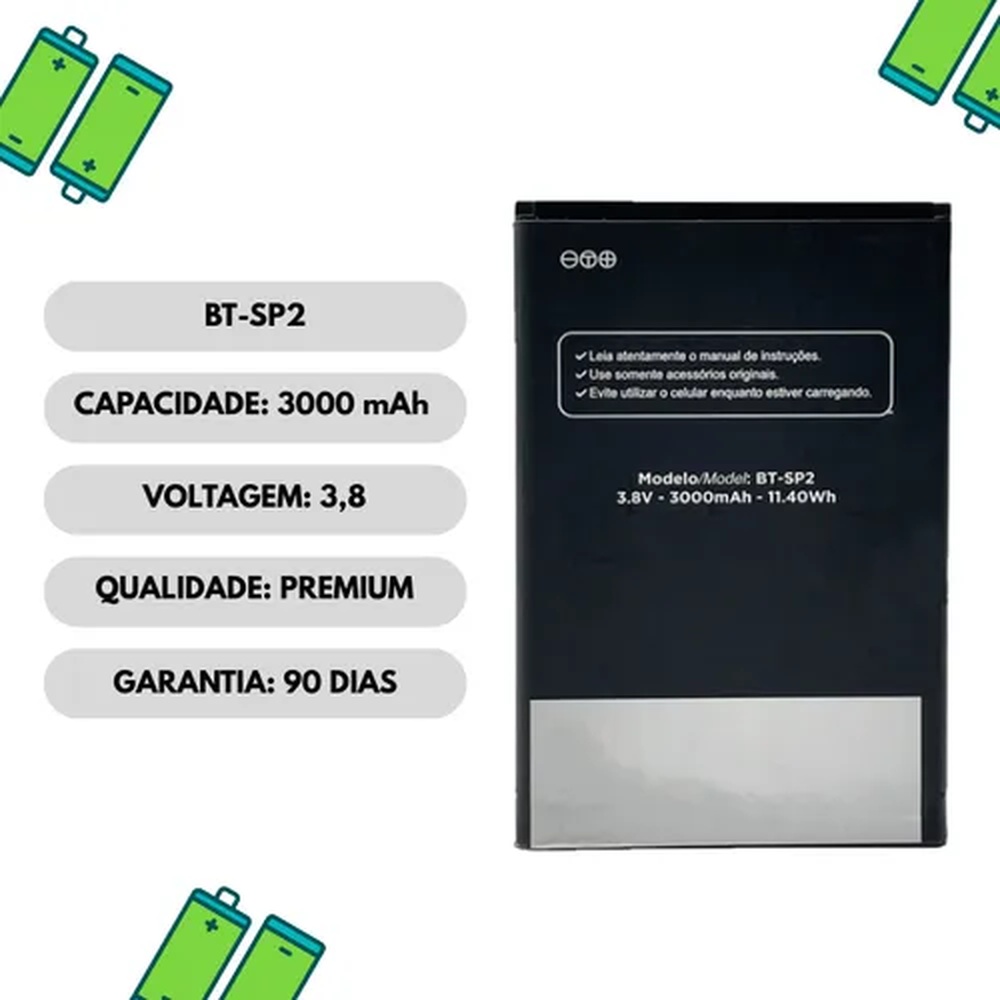 BT-SP2
CAPACIDADE: 3000 mAh
VOLTAGEM: 3,8
QUALIDADE: PREMIUM
GARANTIA: 90 DIAS
Leia atentamente o manual de instruções.
Use somente acessórios originais.
Evite utilizar o celular enquanto estiver carregando.
Modelo/Model: BT-SP2
3.8V - 3000mAh - 11.40Wh